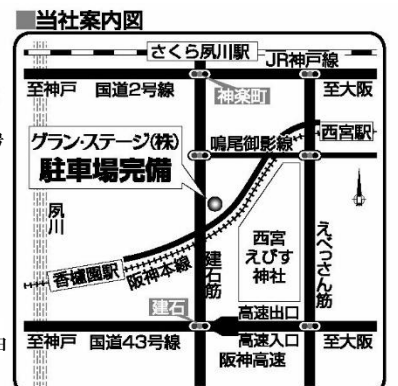 ■当社案内図
さくら夙川駅
JR神戸線
至神戸 国道2号線
至大阪
神楽町
グラン・ステージ(株)
駐車場完備
鳴尾御影線
西宮駅
夙川
香櫨園駅
阪神本線
建石筋
西宮
えびす
神社
えべっさん筋
建石
高速出口
至神戸 国道43号線
高速入口
至大阪
阪神高速